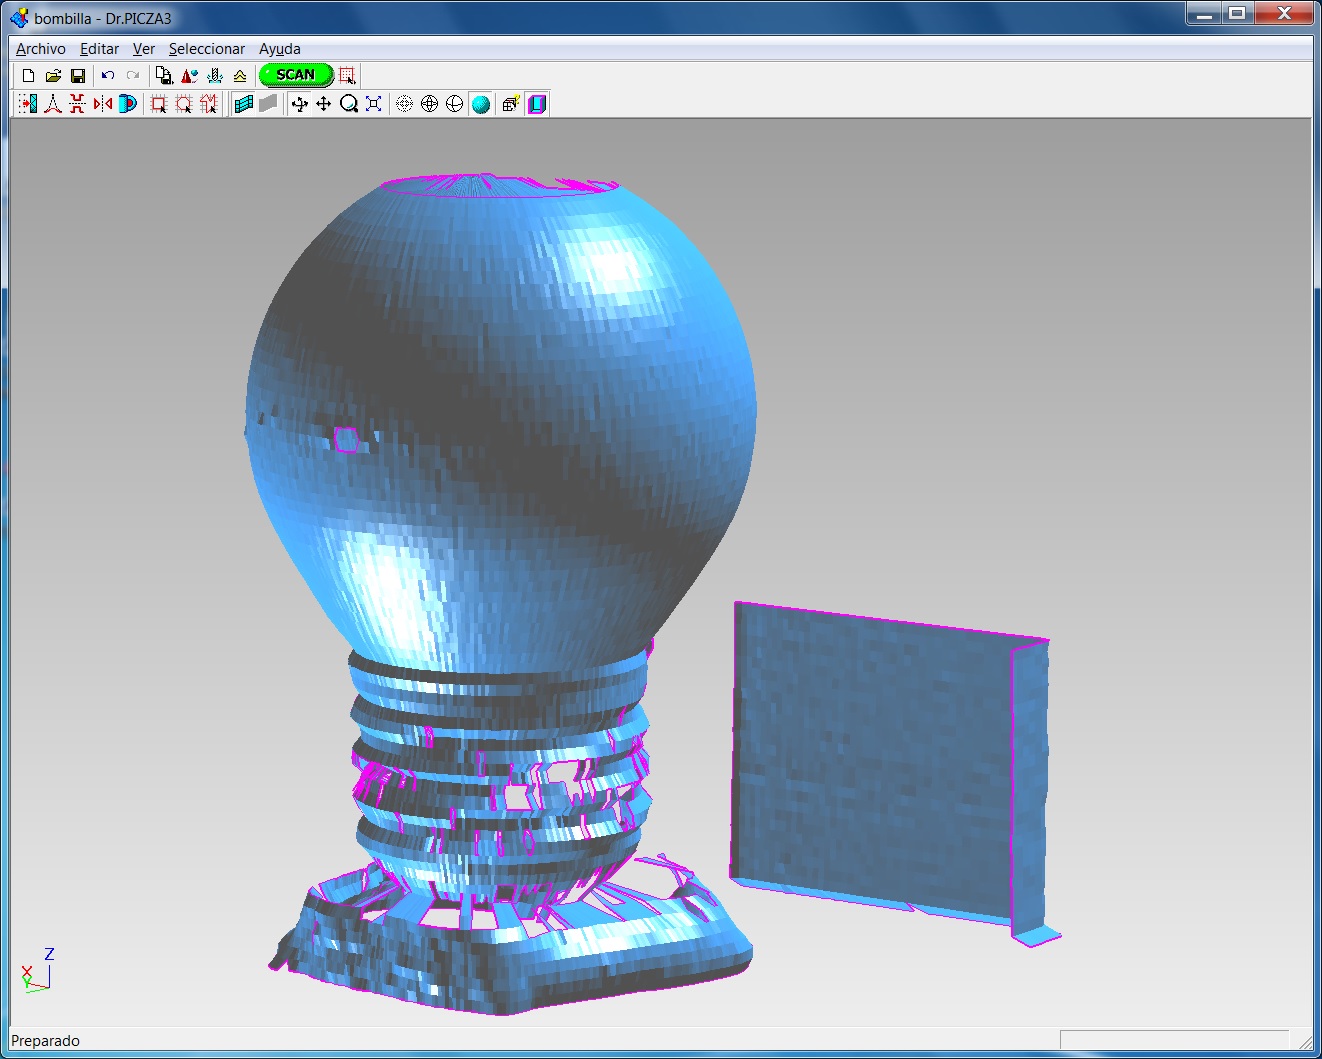 bombilla - Dr.PICZA3
Archivo Editar Ver Seleccionar Ayuda
SCAN
Z
X
Y
Preparado